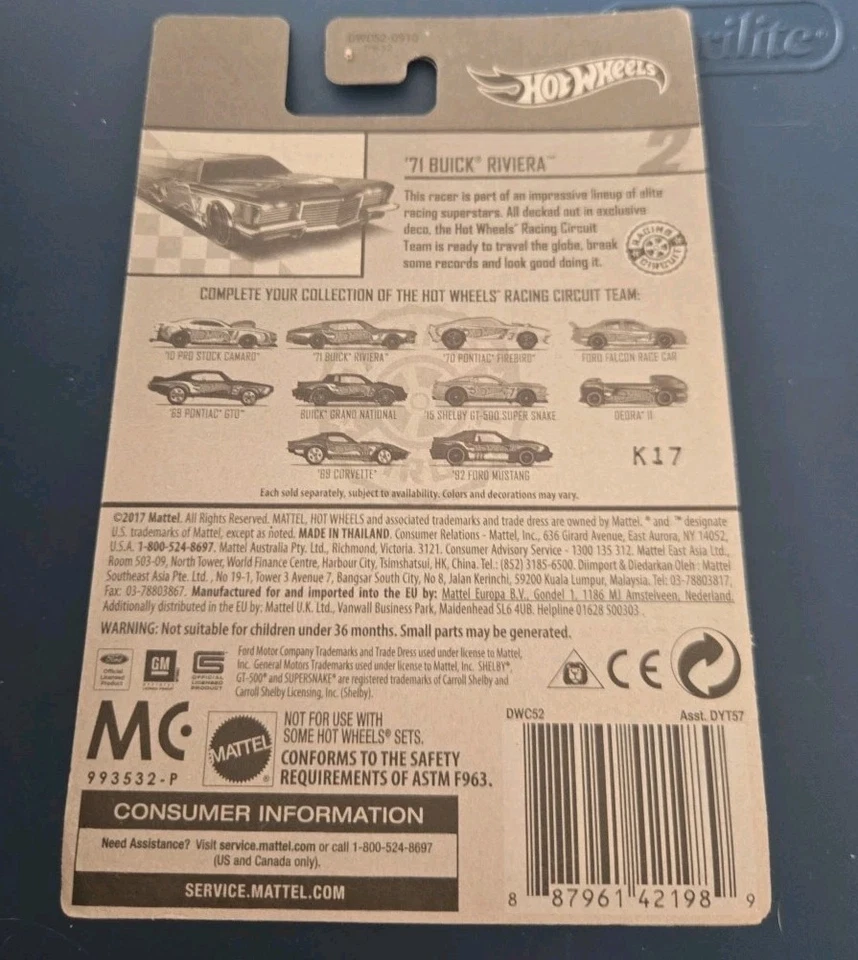 DWC52-0910
rilite
HOT WHEELS
2
'71 BUICK® RIVIERA™
This racer is part of an impressive lineup of elite
racing superstars. All decked out in exclusive
deco, the Hot Wheels® Racing Circuit
Team is ready to travel the globe, break
some records and look good doing it.
RACING CIRCUIT
COMPLETE YOUR COLLECTION OF THE HOT WHEELS® RACING CIRCUIT TEAM:
'10 PRO STOCK CAMARO™ '71 BUICK® RIVIERA™ '70 PONTIAC® FIREBIRD™ FORD FALCON RACE CAR
'69 PONTIAC® GTO™ BUICK® GRAND NATIONAL '15 SHELBY GT-500 SUPER SNAKE DEORA II
'69 CORVETTE® '92 FORD MUSTANG
K17
Each sold separately, subject to availability. Colors and decorations may vary.
©2017 Mattel. All Rights Reserved. MATTEL, HOT WHEELS and associated trademarks and trade dress are owned by Mattel. ® and ™ designate
U.S. trademarks of Mattel, except as noted. MADE IN THAILAND. Consumer Relations - Mattel, Inc., 636 Girard Avenue, East Aurora, NY 14052,
U.S.A. 1-800-524-8697. Mattel Australia Pty. Ltd., Richmond, Victoria. 3121. Consumer Advisory Service - 1300 135 312. Mattel East Asia Ltd.,
Room 503-09, North Tower, World Finance Centre, Harbour City, Tsimshatsui, HK, China. Tel.: (852) 3185-6500. Diimport & Diedarkan Oleh: Mattel
Southeast Asia Pte. Ltd., No 19-1, Tower 3 Avenue 7, Bangsar South City, No 8, Jalan Kerinchi, 59200 Kuala Lumpur, Malaysia. Tel: 03-78803817,
Fax: 03-78803867. Manufactured for and imported into the EU by: Mattel Europa B.V., Gondel 1, 1186 MJ Amstelveen, Nederland.
Additionally distributed in the EU by: Mattel U.K. Ltd., Vanwall Business Park, Maidenhead SL6 4UB. Helpline 01628 500303.
WARNING: Not suitable for children under 36 months. Small parts may be generated.
Ford
Official Licensed Product
GM
OFFICIAL LICENSED PRODUCT
Ford Motor Company Trademarks and Trade Dress used under license to Mattel,
Inc. General Motors Trademarks used under license to Mattel, Inc. SHELBY®,
GT-500® and SUPERSNAKE® are registered trademarks of Carroll Shelby and
Carroll Shelby Licensing, Inc. (Shelby).
CE
MC
993532-P
MATTEL®
NOT FOR USE WITH
SOME HOT WHEELS® SETS.
CONFORMS TO THE SAFETY
REQUIREMENTS OF ASTM F963.
CONSUMER INFORMATION
Need Assistance? Visit service.mattel.com or call 1-800-524-8697
(US and Canada only).
SERVICE.MATTEL.COM
DWC52 Asst. DYT57
8 87961 42198 9